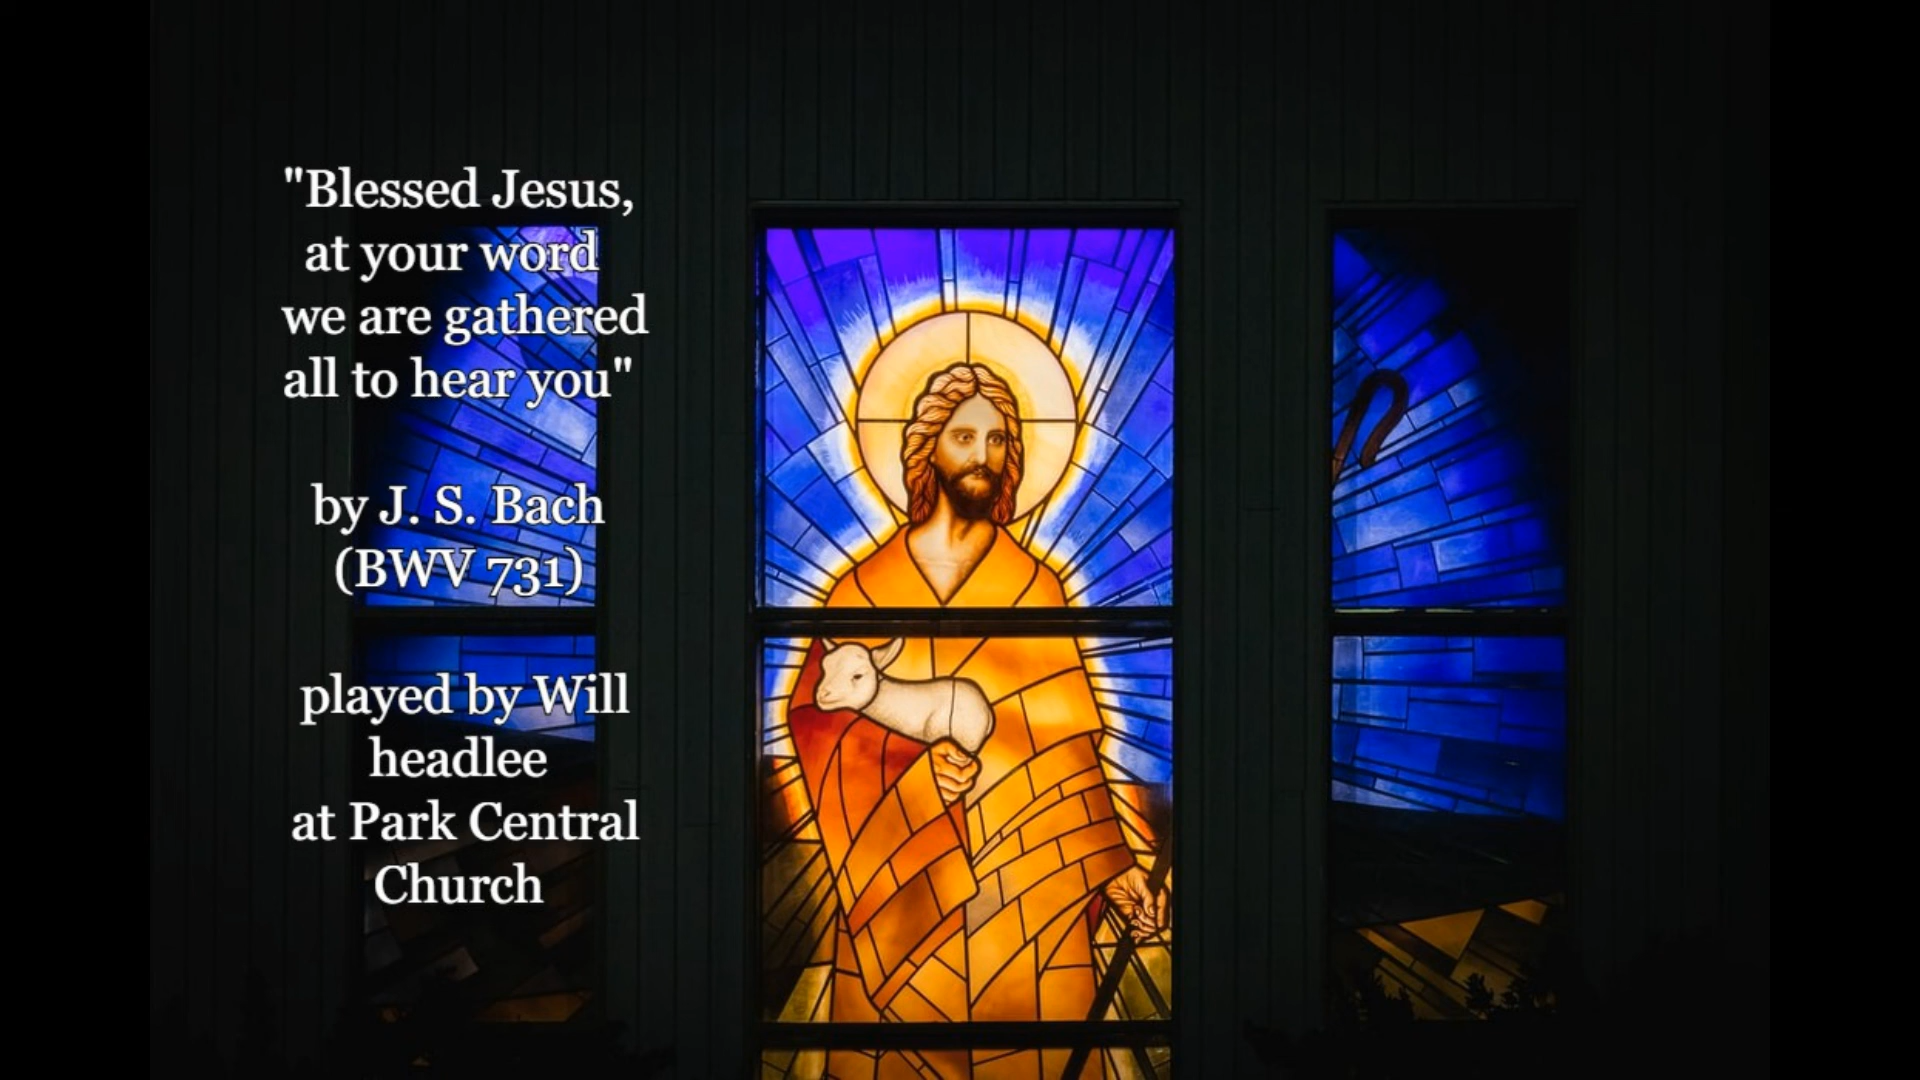 "Blessed Jesus,
at your word
we are gathered
all to hear you"
by J. S. Bach
(BWV 731)
played by Will
headlee
at Park Central
Church